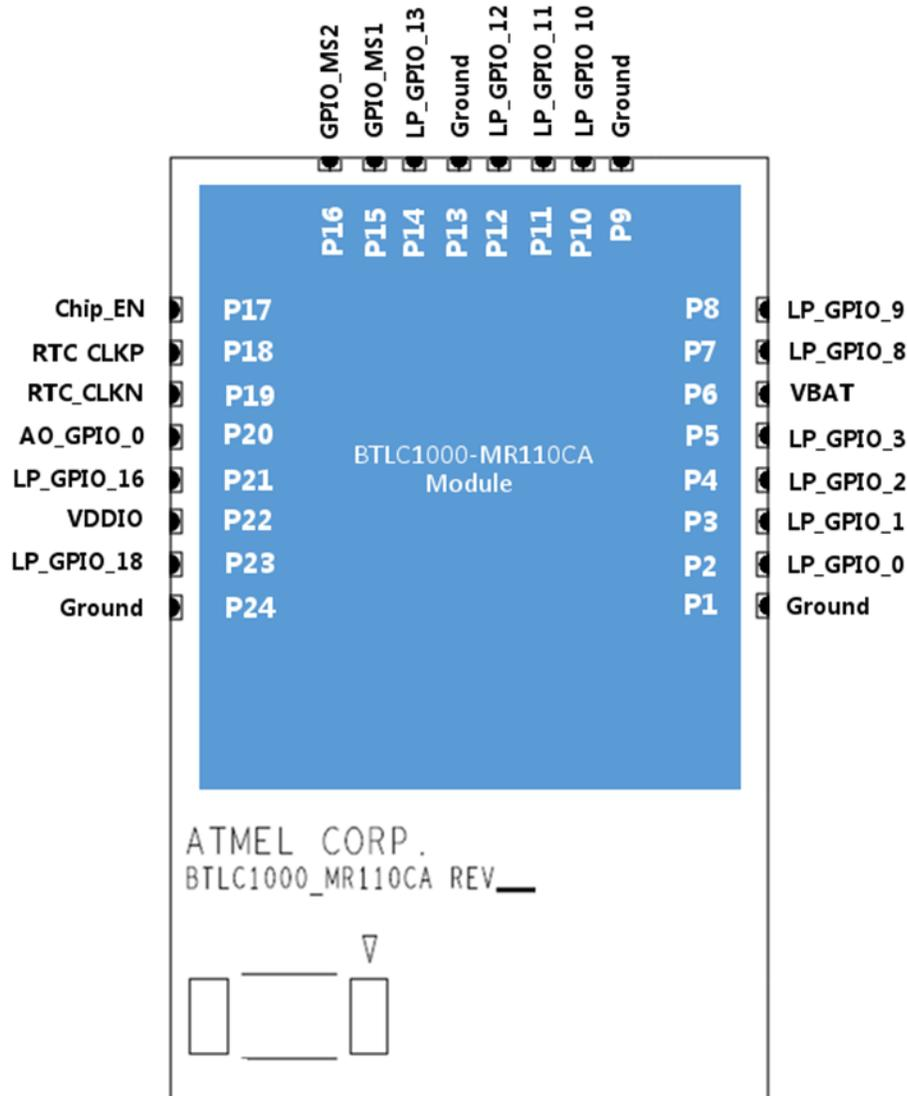 GPIO_MS2
GPIO_MS1
LP_GPIO_13
Ground
LP_GPIO_12
LP_GPIO_11
LP_GPIO 10
Ground
P16
P15
P14
P13
P12
P11
P10
P9
Chip_EN P17 P8 LP_GPIO_9
RTC CLKP P18 P7 LP_GPIO_8
RTC_CLKN P19 P6 VBAT
AO_GPIO_0 P20 P5 LP_GPIO_3
BTLC1000-MR110CA
Module
LP_GPIO_16 P21 P4 LP_GPIO_2
VDDIO P22 P3 LP_GPIO_1
LP_GPIO_18 P23 P2 LP_GPIO_0
Ground P24 P1 Ground
ATMEL CORP.
BTLC1000_MR110CA REV__